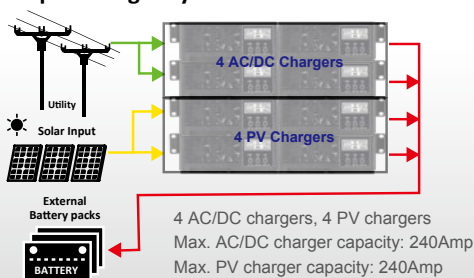 4 AC/DC Chargers
Utility
Solar Input
4 PV Chargers
External
Battery packs
BATTERY
4 AC/DC chargers, 4 PV chargers
Max. AC/DC charger capacity: 240Amp
Max. PV charger capacity: 240Amp